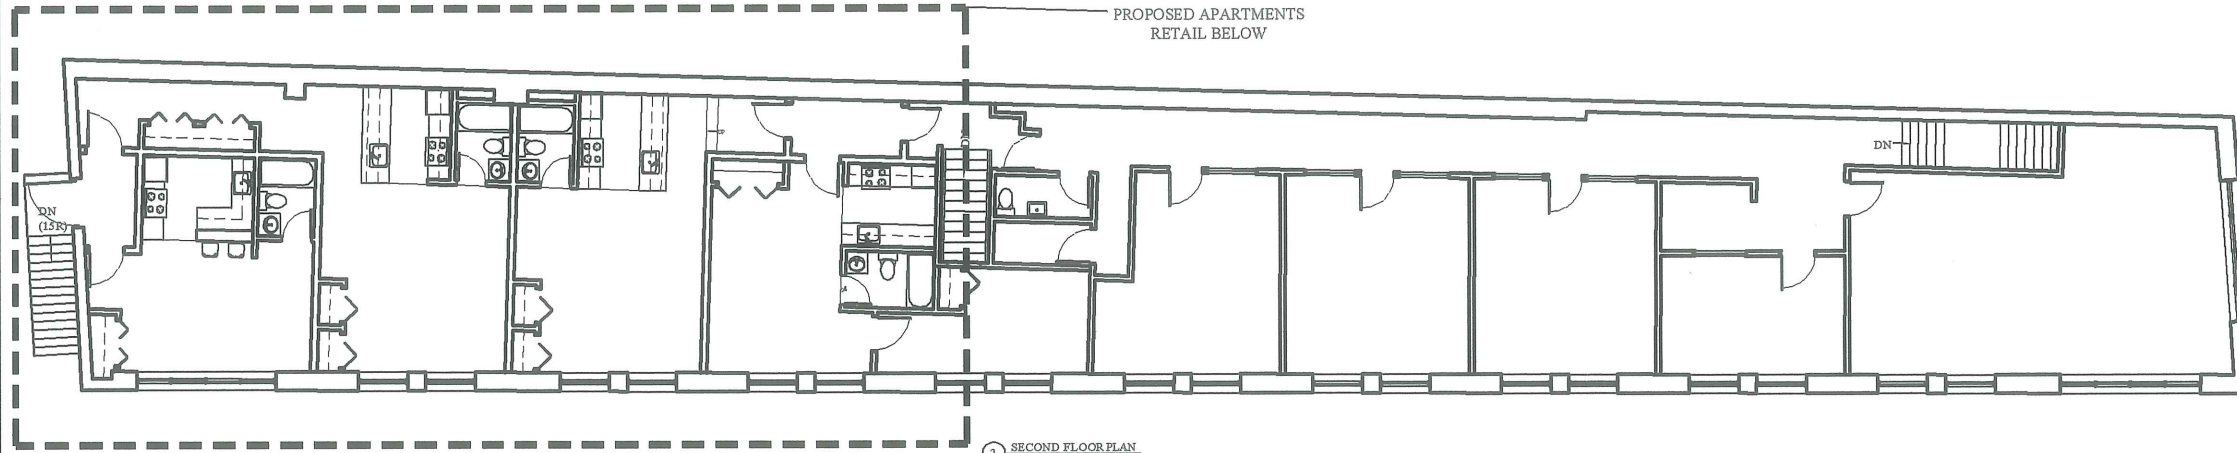 PROPOSED APARTMENTS
RETAIL BELOW
DN
DN
(15R)
2 SECOND FLOOR PLAN